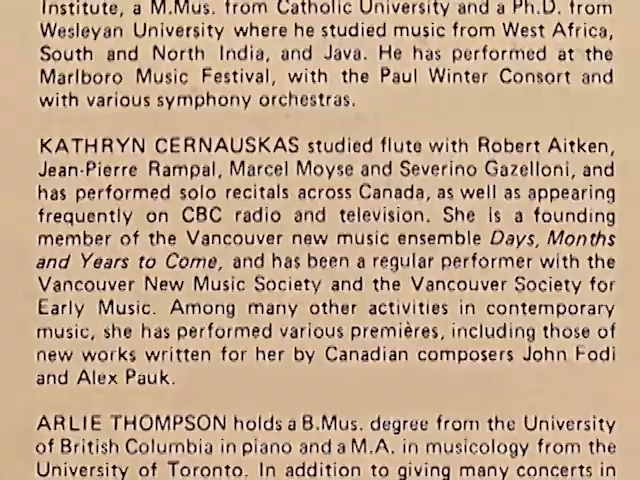 Institute, a M.Mus. from Catholic University and a Ph.D. from
Wesleyan University where he studied music from West Africa,
South and North India, and Java. He has performed at the
Marlboro Music Festival, with the Paul Winter Consort and
with various symphony orchestras.
KATHRYN CERNAUSKAS studied flute with Robert Aitken,
Jean-Pierre Rampal, Marcel Moyse and Severino Gazelloni, and
has performed solo recitals across Canada, as well as appearing
frequently on CBC radio and television. She is a founding
member of the Vancouver new music ensemble Days, Months
and Years to Come, and has been a regular performer with the
Vancouver New Music Society and the Vancouver Society for
Early Music. Among many other activities in contemporary
music, she has performed various premières, including those of
new works written for her by Canadian composers John Fodi
and Alex Pauk.
ARLIE THOMPSON holds a B.Mus. degree from the University
of British Columbia in piano and a M.A. in musicology from the
University of Toronto. In addition to giving many concerts in